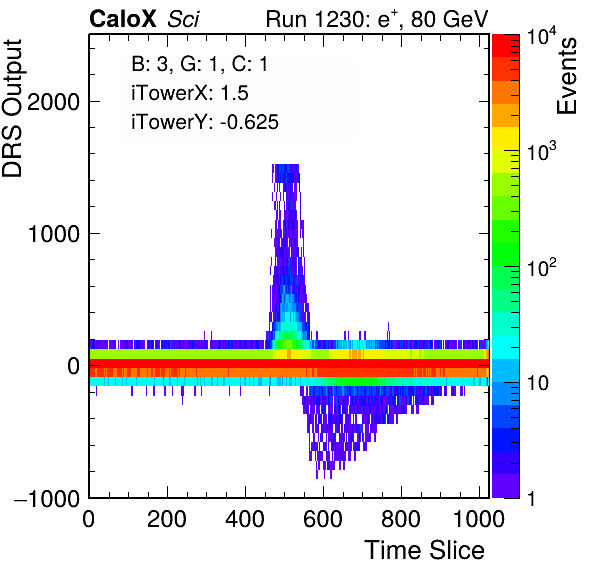 CaloX Sci
Run 1230: e⁺, 80 GeV
B: 3, G: 1, C: 1
iTowerX: 1.5
iTowerY: -0.625
DRS Output
2000
1000
0
−1000
0
200
400
600
800
1000
Time Slice
Events
10⁴
10³
10²
10
1